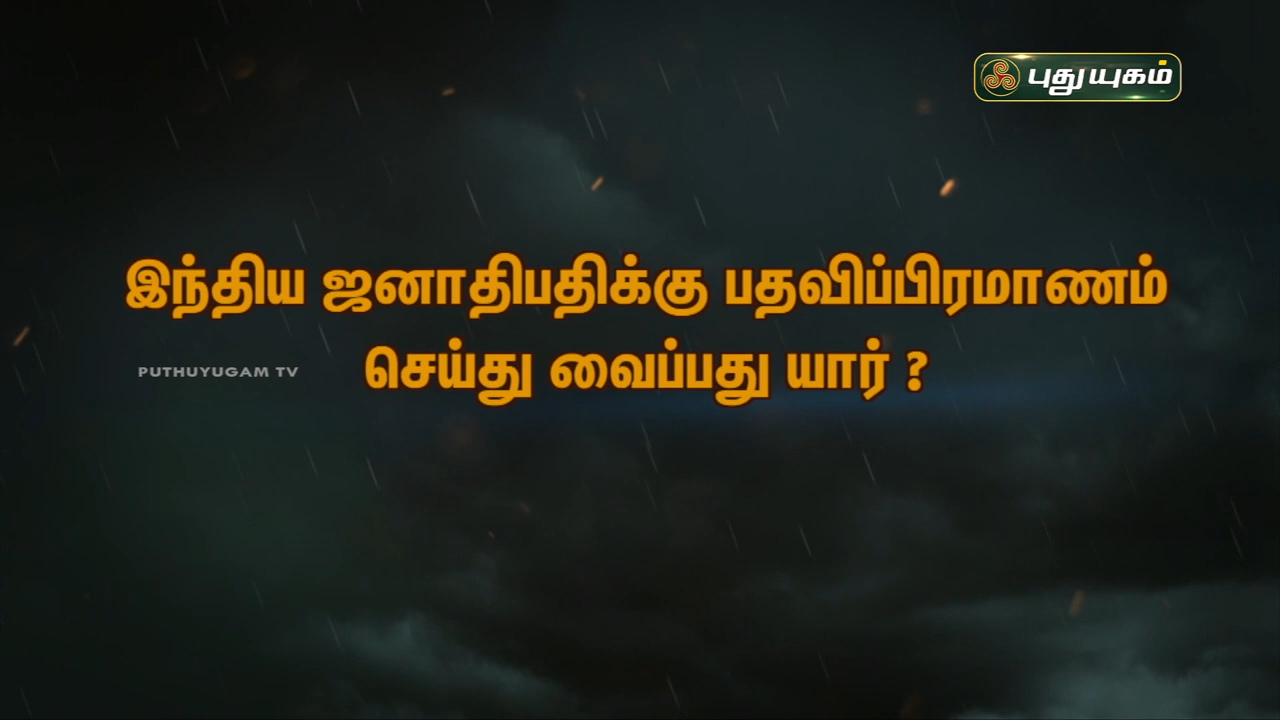 புதுயுகம்
இந்திய ஜனாதிபதிக்கு பதவிப்பிரமாணம்
செய்து வைப்பது யார் ?
PUTHUYUGAM TV